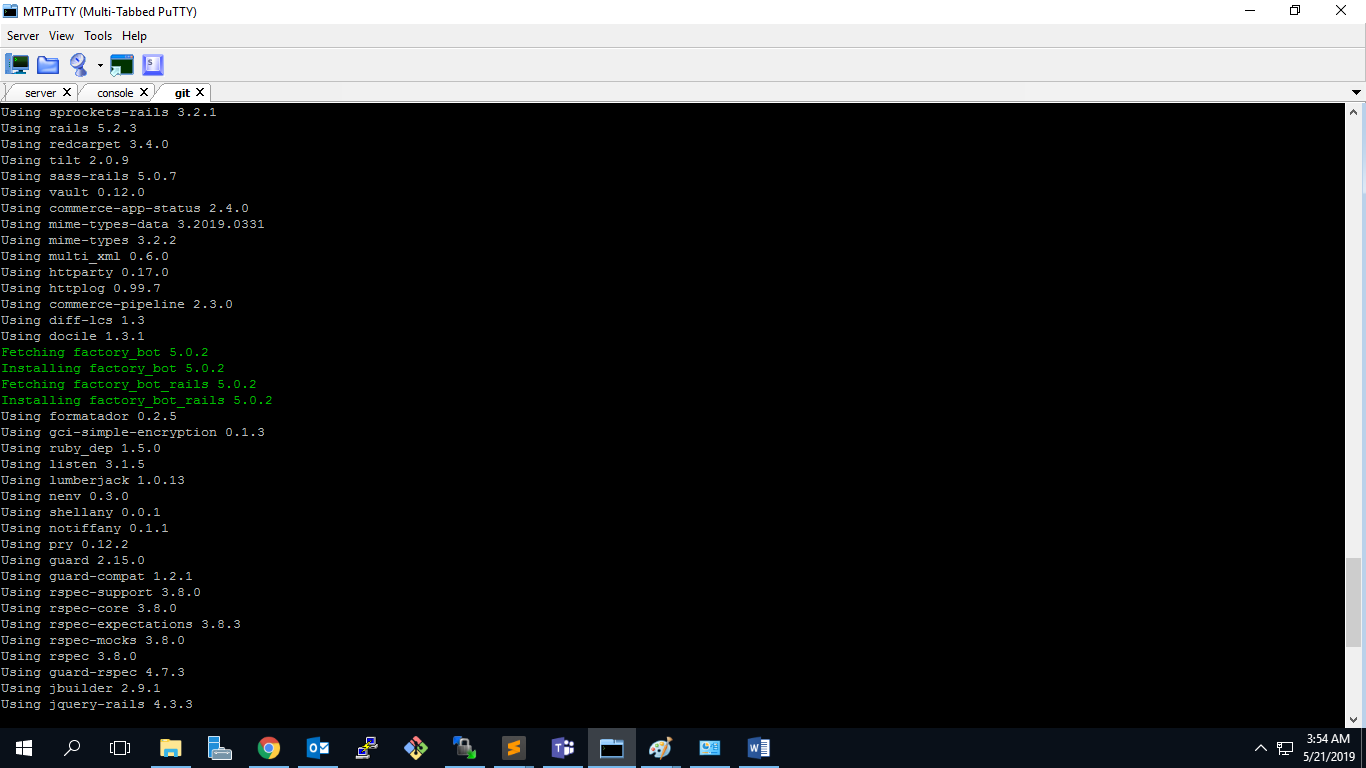 MTPuTTY (Multi-Tabbed PuTTY)
Server View Tools Help
server console git
Using sprockets-rails 3.2.1
Using rails 5.2.3
Using redcarpet 3.4.0
Using tilt 2.0.9
Using sass-rails 5.0.7
Using vault 0.12.0
Using commerce-app-status 2.4.0
Using mime-types-data 3.2019.0331
Using mime-types 3.2.2
Using multi_xml 0.6.0
Using httparty 0.17.0
Using httplog 0.99.7
Using commerce-pipeline 2.3.0
Using diff-lcs 1.3
Using docile 1.3.1
Fetching factory_bot 5.0.2
Installing factory_bot 5.0.2
Fetching factory_bot_rails 5.0.2
Installing factory_bot_rails 5.0.2
Using formatador 0.2.5
Using gci-simple-encryption 0.1.3
Using ruby_dep 1.5.0
Using listen 3.1.5
Using lumberjack 1.0.13
Using nenv 0.3.0
Using shellany 0.0.1
Using notiffany 0.1.1
Using pry 0.12.2
Using guard 2.15.0
Using guard-compat 1.2.1
Using rspec-support 3.8.0
Using rspec-core 3.8.0
Using rspec-expectations 3.8.3
Using rspec-mocks 3.8.0
Using rspec 3.8.0
Using guard-rspec 4.7.3
Using jbuilder 2.9.1
Using jquery-rails 4.3.3
3:54 AM
5/21/2019